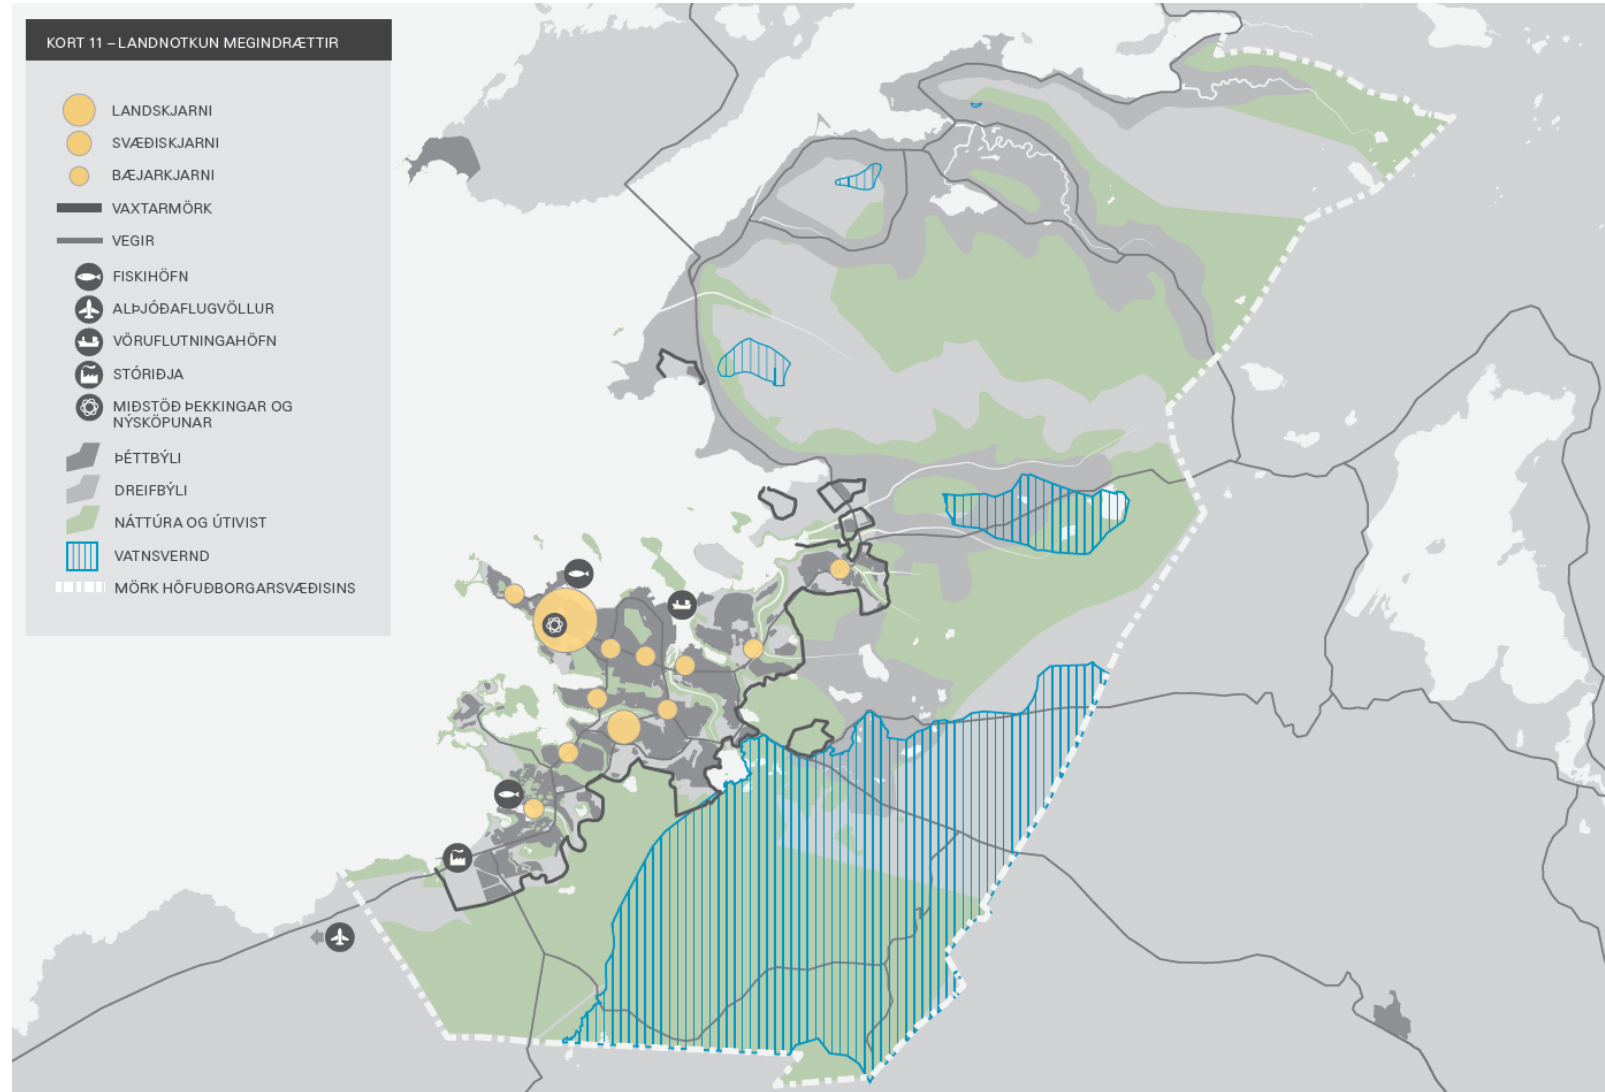 KORT 11 – LANDNOTKUN MEGINDRÆTTIR
LANDSKJARNI
SVÆÐISKJARNI
BÆJARKJARNI
VAXTARMÖRK
VEGIR
FISKIHÖFN
ALÞJÓÐAFLUGVÖLLUR
VÖRUFLUTNINGAHÖFN
STÓRIÐJA
MIÐSTÖÐ ÞEKKINGAR OG
NÝSKÖPUNAR
ÞÉTTBÝLI
DREIFBÝLI
NÁTTÚRA OG ÚTIVIST
VATNSVERND
MÖRK HÖFUÐBORGARSVÆÐISINS